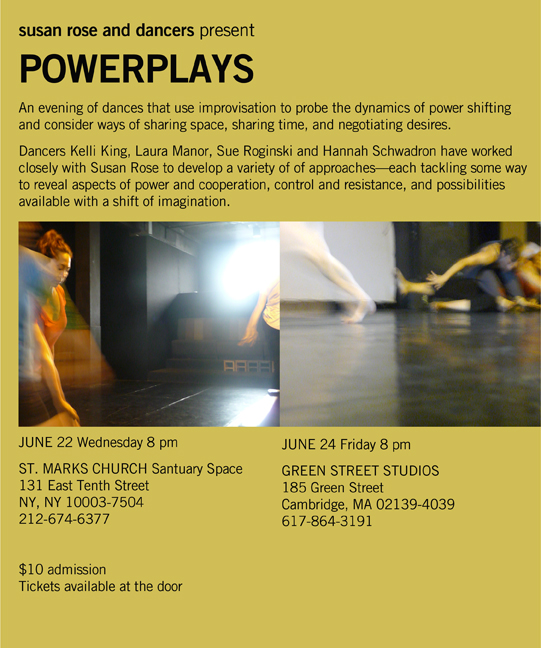 susan rose and dancers present
POWERPLAYS
An evening of dances that use improvisation to probe the dynamics of power shifting
and consider ways of sharing space, sharing time, and negotiating desires.
Dancers Kelli King, Laura Manor, Sue Roginski and Hannah Schwadron have worked
closely with Susan Rose to develop a variety of of approaches—each tackling some way
to reveal aspects of power and cooperation, control and resistance, and possibilities
available with a shift of imagination.
JUNE 22 Wednesday 8 pm
ST. MARKS CHURCH Santuary Space
131 East Tenth Street
NY, NY 10003-7504
212-674-6377
JUNE 24 Friday 8 pm
GREEN STREET STUDIOS
185 Green Street
Cambridge, MA 02139-4039
617-864-3191
$10 admission
Tickets available at the door